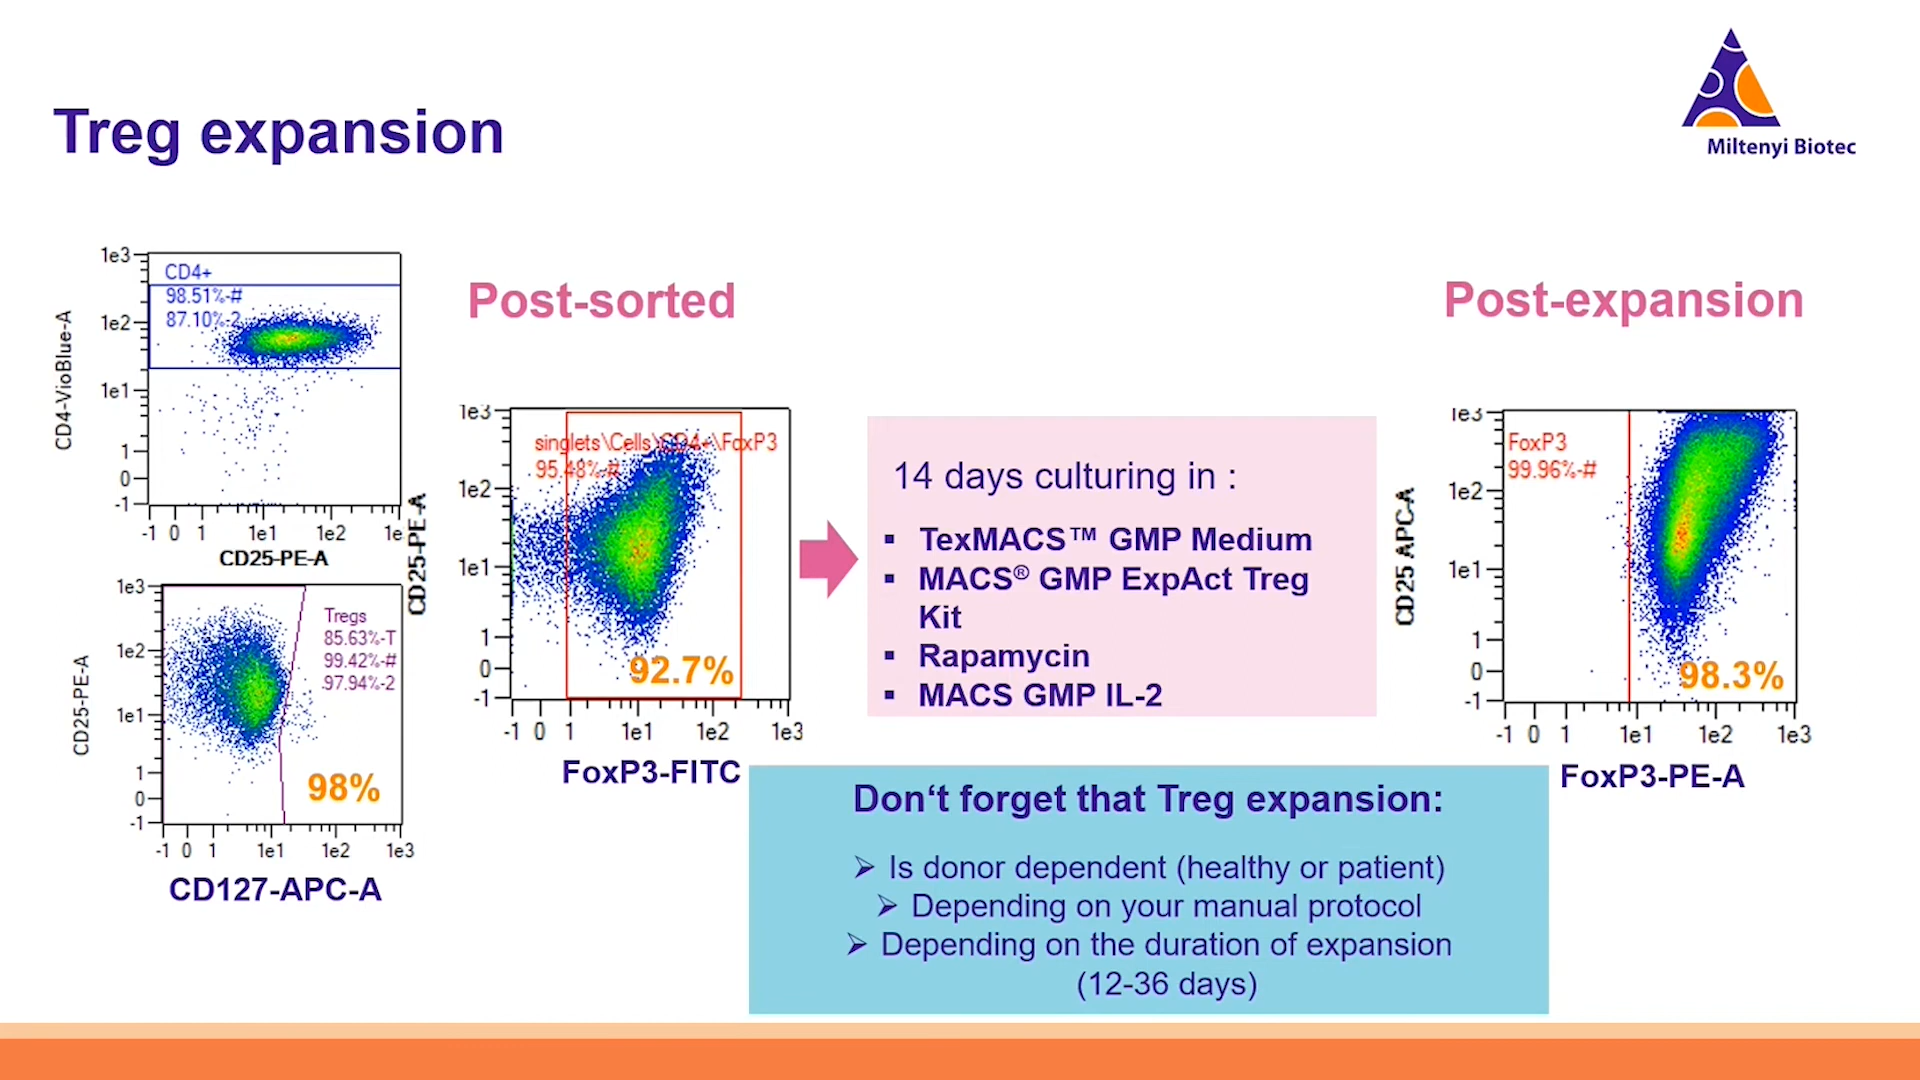 Treg expansion
Miltenyi Biotec
Post-sorted
Post-expansion
CD4-VioBlue-A
1e3
1e2
1e1
1
0
-1
CD4+
98.51%-#
87.10%-2
-1 0 1 1e1 1e2 1e
CD25-PE-A
CD25-PE-A
1e3
1e2
1e1
1
0
-1
Tregs
85.63%-T
99.42%-#
97.94%-2
98%
-1 0 1 1e1 1e2 1e3
CD127-APC-A
CD25-PE-A
1e3
1e2
1e1
1
0
-1
singlets\Cells\CD4+\FoxP3
95.48%-#
92.7%
-1 0 1 1e1 1e2 1e3
FoxP3-FITC
14 days culturing in :
▪ TexMACS™ GMP Medium
▪ MACS® GMP ExpAct Treg
Kit
▪ Rapamycin
▪ MACS GMP IL-2
CD25 APC-A
1e3
1e2
1e1
1
0
-1
FoxP3
99.96%-#
98.3%
-1 0 1 1e1 1e2 1e3
FoxP3-PE-A
Don‘t forget that Treg expansion:
➢ Is donor dependent (healthy or patient)
➢ Depending on your manual protocol
➢ Depending on the duration of expansion
(12-36 days)